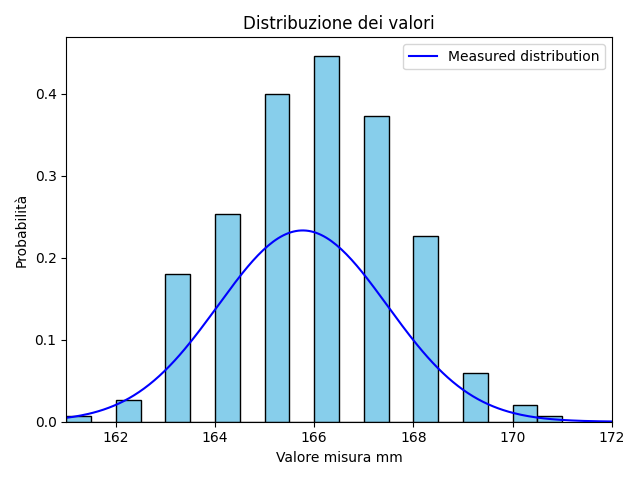 Distribuzione dei valori
Measured distribution
Probabilità
0.4
0.3
0.2
0.1
0.0
162 164 166 168 170 172
Valore misura mm